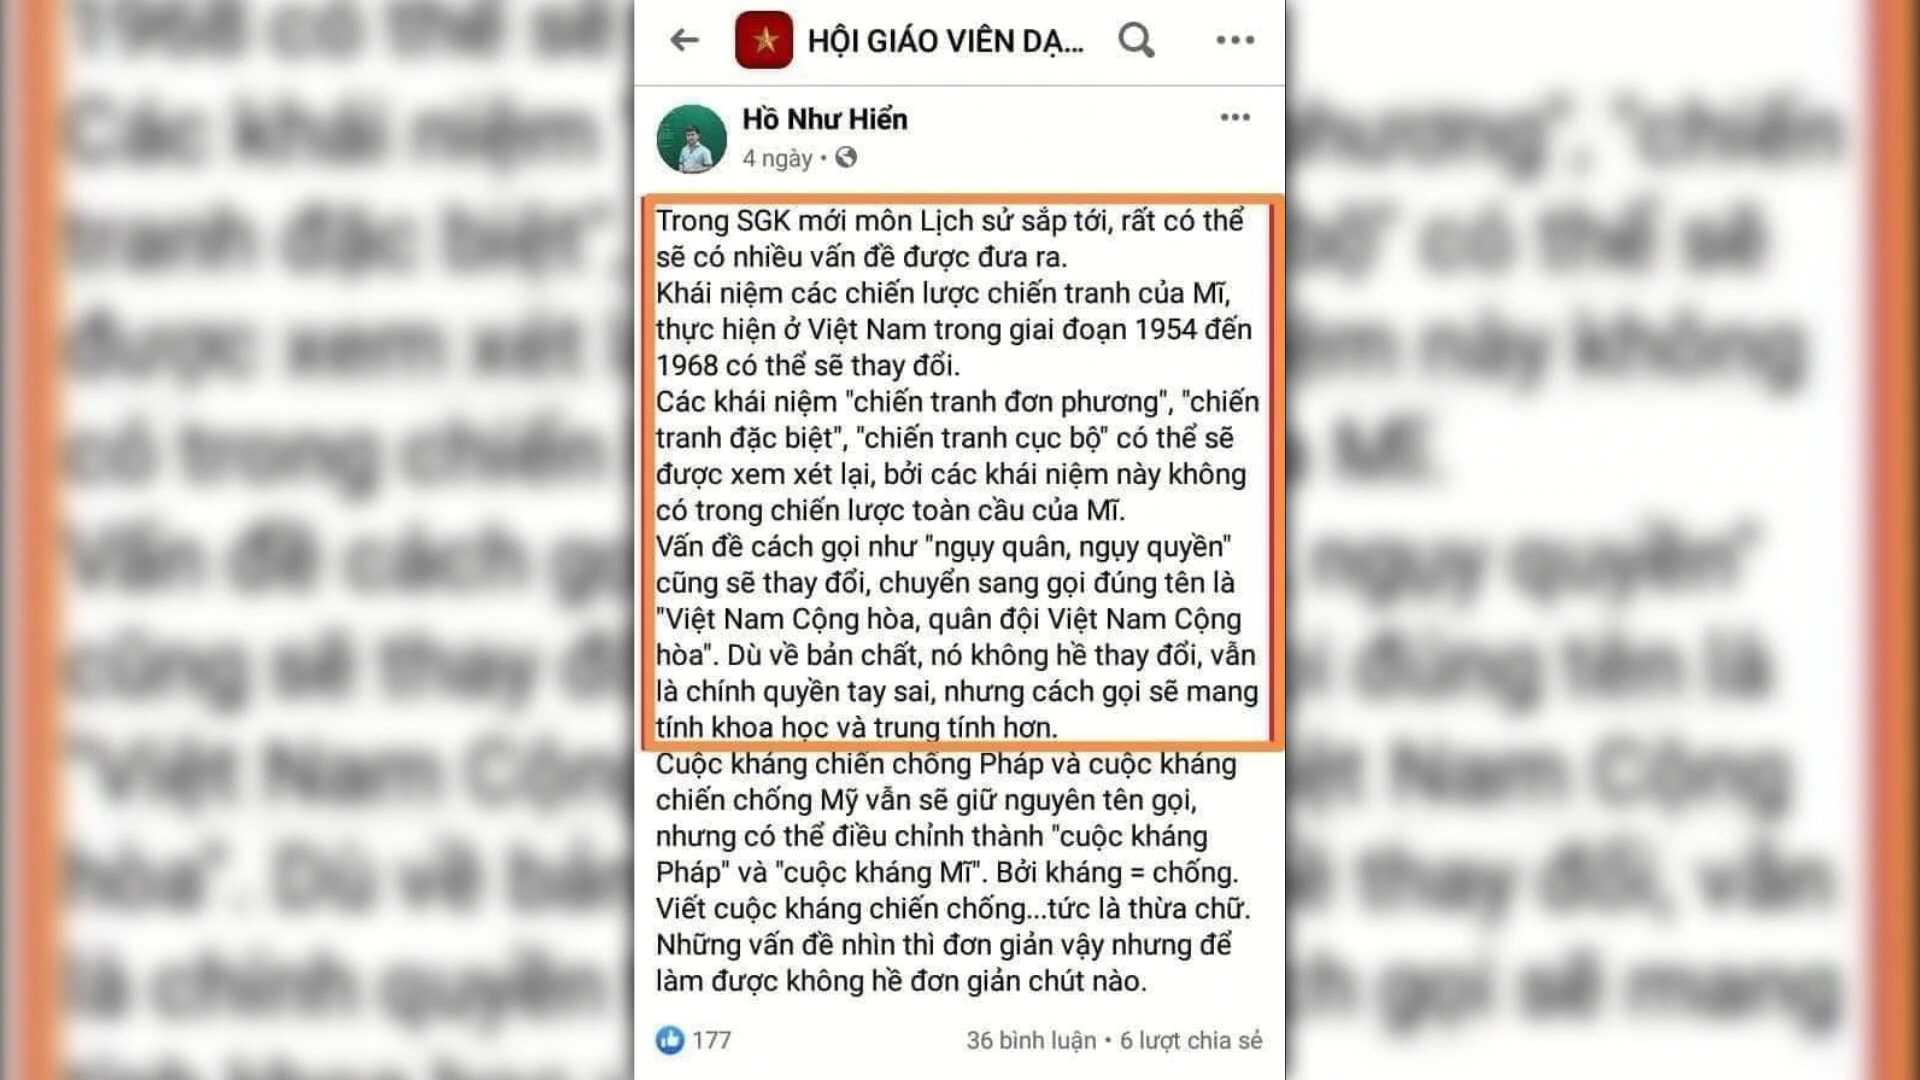 HỘI GIÁO VIÊN DẠ...
Hồ Như Hiển
4 ngày
Trong SGK mới môn Lịch sử sắp tới, rất có thể
sẽ có nhiều vấn đề được đưa ra.
Khái niệm các chiến lược chiến tranh của Mĩ,
thực hiện ở Việt Nam trong giai đoạn 1954 đến
1968 có thể sẽ thay đổi.
Các khái niệm "chiến tranh đơn phương", "chiến
tranh đặc biệt", "chiến tranh cục bộ" có thể sẽ
được xem xét lại, bởi các khái niệm này không
có trong chiến lược toàn cầu của Mĩ.
Vấn đề cách gọi như "ngụy quân, ngụy quyền"
cũng sẽ thay đổi, chuyển sang gọi đúng tên là
"Việt Nam Cộng hòa, quân đội Việt Nam Cộng
hòa". Dù về bản chất, nó không hề thay đổi, vẫn
là chính quyền tay sai, nhưng cách gọi sẽ mang
tính khoa học và trung tính hơn.
Cuộc kháng chiến chống Pháp và cuộc kháng
chiến chống Mỹ vẫn sẽ giữ nguyên tên gọi,
nhưng có thể điều chỉnh thành "cuộc kháng
Pháp" và "cuộc kháng Mĩ". Bởi kháng = chống.
Viết cuộc kháng chiến chống...tức là thừa chữ.
Những vấn đề nhìn thì đơn giản vậy nhưng để
làm được không hề đơn giản chút nào.
177
36 bình luận • 6 lượt chia sẻ